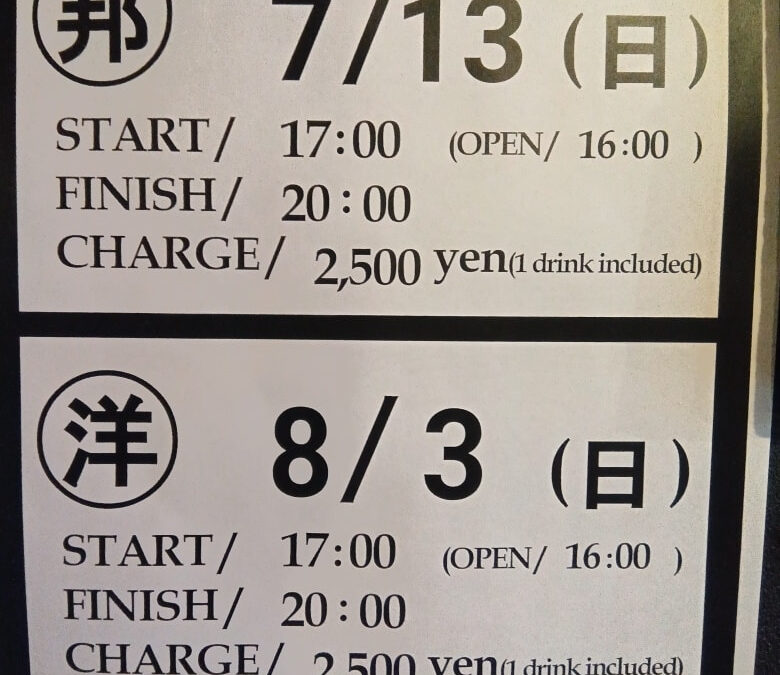 邦 7/13 (日)
START/ 17:00 (OPEN/ 16:00 )
FINISH/ 20:00
CHARGE/ 2,500 yen(1 drink included)
洋 8/3 (日)
START/ 17:00 (OPEN/ 16:00 )
FINISH/ 20:00
CHARGE/ 2,500 yen(1 drink included)